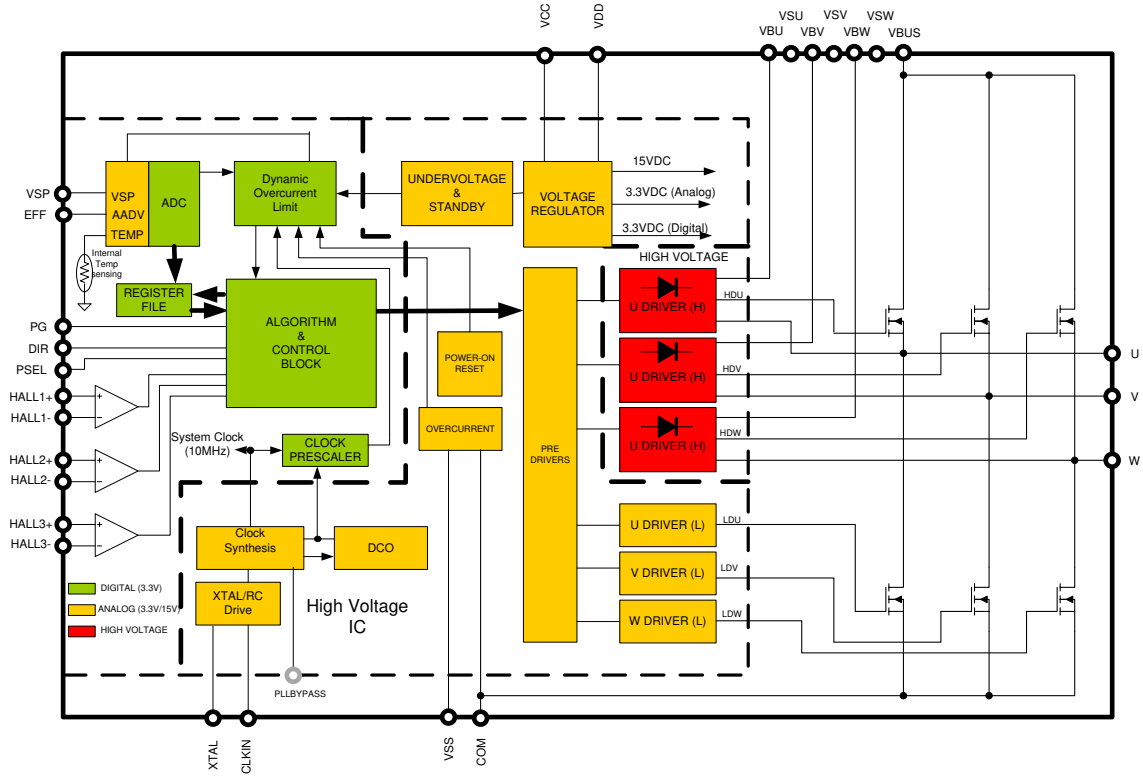 VCC
VDD
VSU
VSV
VSW
VBU
VBV
VBW
VBUS
VSP
EFF
VSP
AADV
TEMP
ADC
Dynamic
Overcurrent
Limit
UNDERVOLTAGE
&
STANDBY
VOLTAGE
REGULATOR
15VDC
3.3VDC (Analog)
3.3VDC (Digital)
Internal
Temp
sensing
REGISTER
FILE
HIGH VOLTAGE
U DRIVER (H)
HDU
PG
DIR
PSEL
ALGORITHM
&
CONTROL
BLOCK
POWER-ON
RESET
U DRIVER (H)
HDV
U
HALL1+
HALL1-
OVERCURRENT
U DRIVER (H)
HDW
V
System Clock
(10MHz)
CLOCK
PRESCALER
PRE
DRIVERS
HALL2+
HALL2-
W
HALL3+
HALL3-
Clock
Synthesis
DCO
U DRIVER (L)
LDU
V DRIVER (L)
LDV
W DRIVER (L)
LDW
DIGITAL (3.3V)
ANALOG (3.3V/15V)
HIGH VOLTAGE
XTAL/RC
Drive
High Voltage
IC
PLLBYPASS
XTAL
CLKIN
VSS
COM